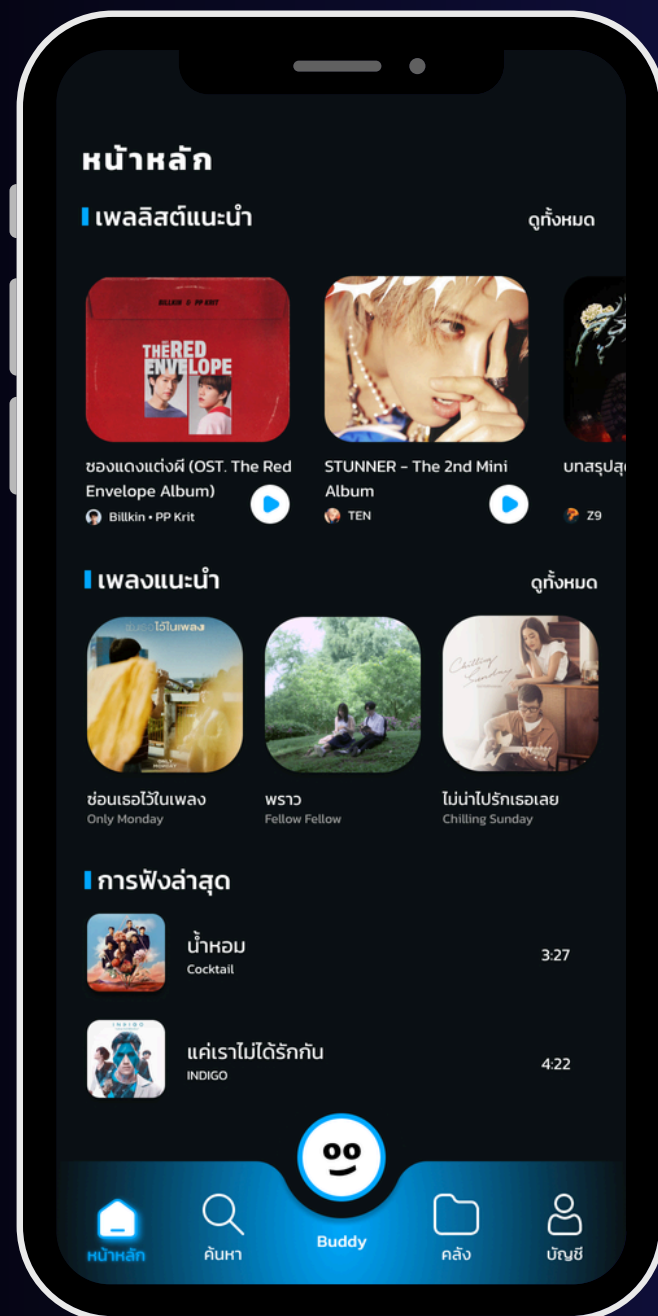 หน้าหลัก
เพลลิสต์แนะนำ
ดูทั้งหมด
BILLKIN & PP KRIT
THE RED
ENVELOPE
ซองแดงแต่งผี (OST. The Red
Envelope Album)
Billkin • PP Krit
STUNNER – The 2nd Mini
Album
TEN
บทสรุปสุ
Z9
เพลงแนะนำ
ดูทั้งหมด
ซ่อนเธอไว้ในเพลง
ONLY
MONDAY
Chilling
Sunday
ซ่อนเธอไว้ในเพลง
Only Monday
พราว
Fellow Fellow
ไม่น่าไปรักเธอเลย
Chilling Sunday
การฟังล่าสุด
น้ำหอม
Cocktail
3:27
INDIGO
แค่เราไม่ได้รักกัน
INDIGO
4:22
หน้าหลัก
ค้นหา
Buddy
คลัง
บัญชี